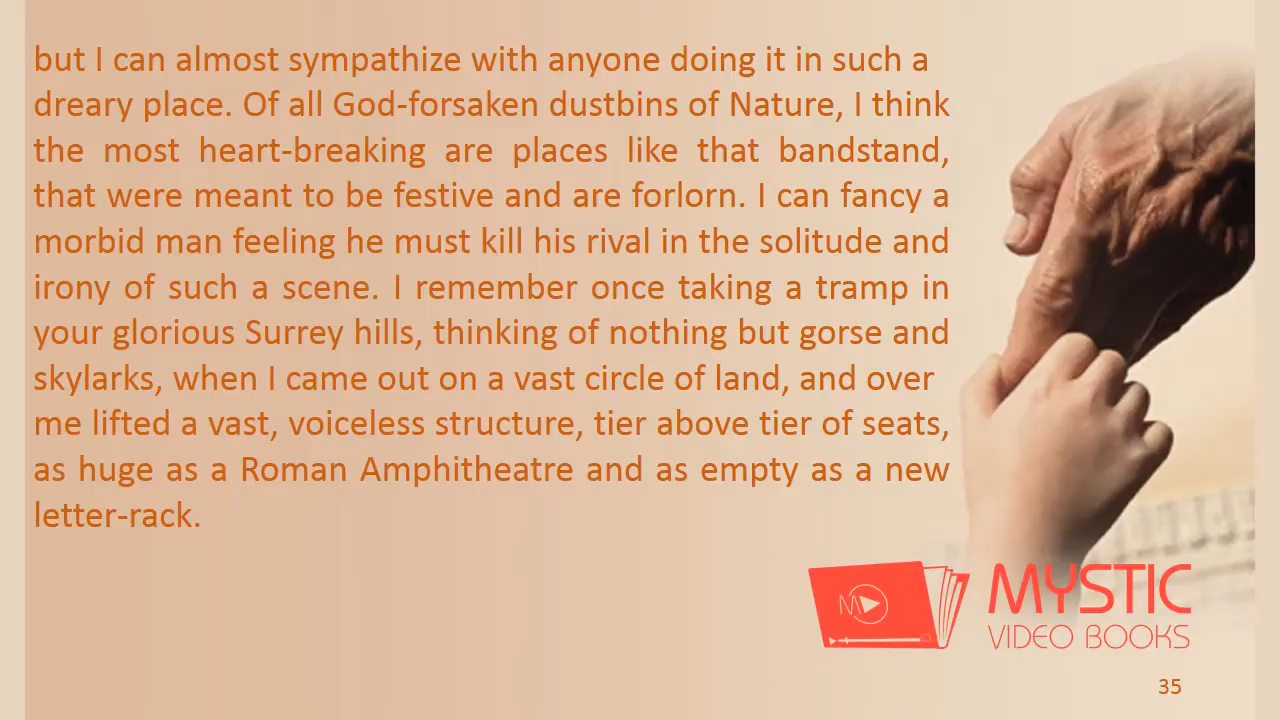 but I can almost sympathize with anyone doing it in such a
dreary place. Of all God-forsaken dustbins of Nature, I think
the most heart-breaking are places like that bandstand,
that were meant to be festive and are forlorn. I can fancy a
morbid man feeling he must kill his rival in the solitude and
irony of such a scene. I remember once taking a tramp in
your glorious Surrey hills, thinking of nothing but gorse and
skylarks, when I came out on a vast circle of land, and over
me lifted a vast, voiceless structure, tier above tier of seats,
as huge as a Roman Amphitheatre and as empty as a new
letter-rack.
M
MYSTIC
VIDEO BOOKS
35